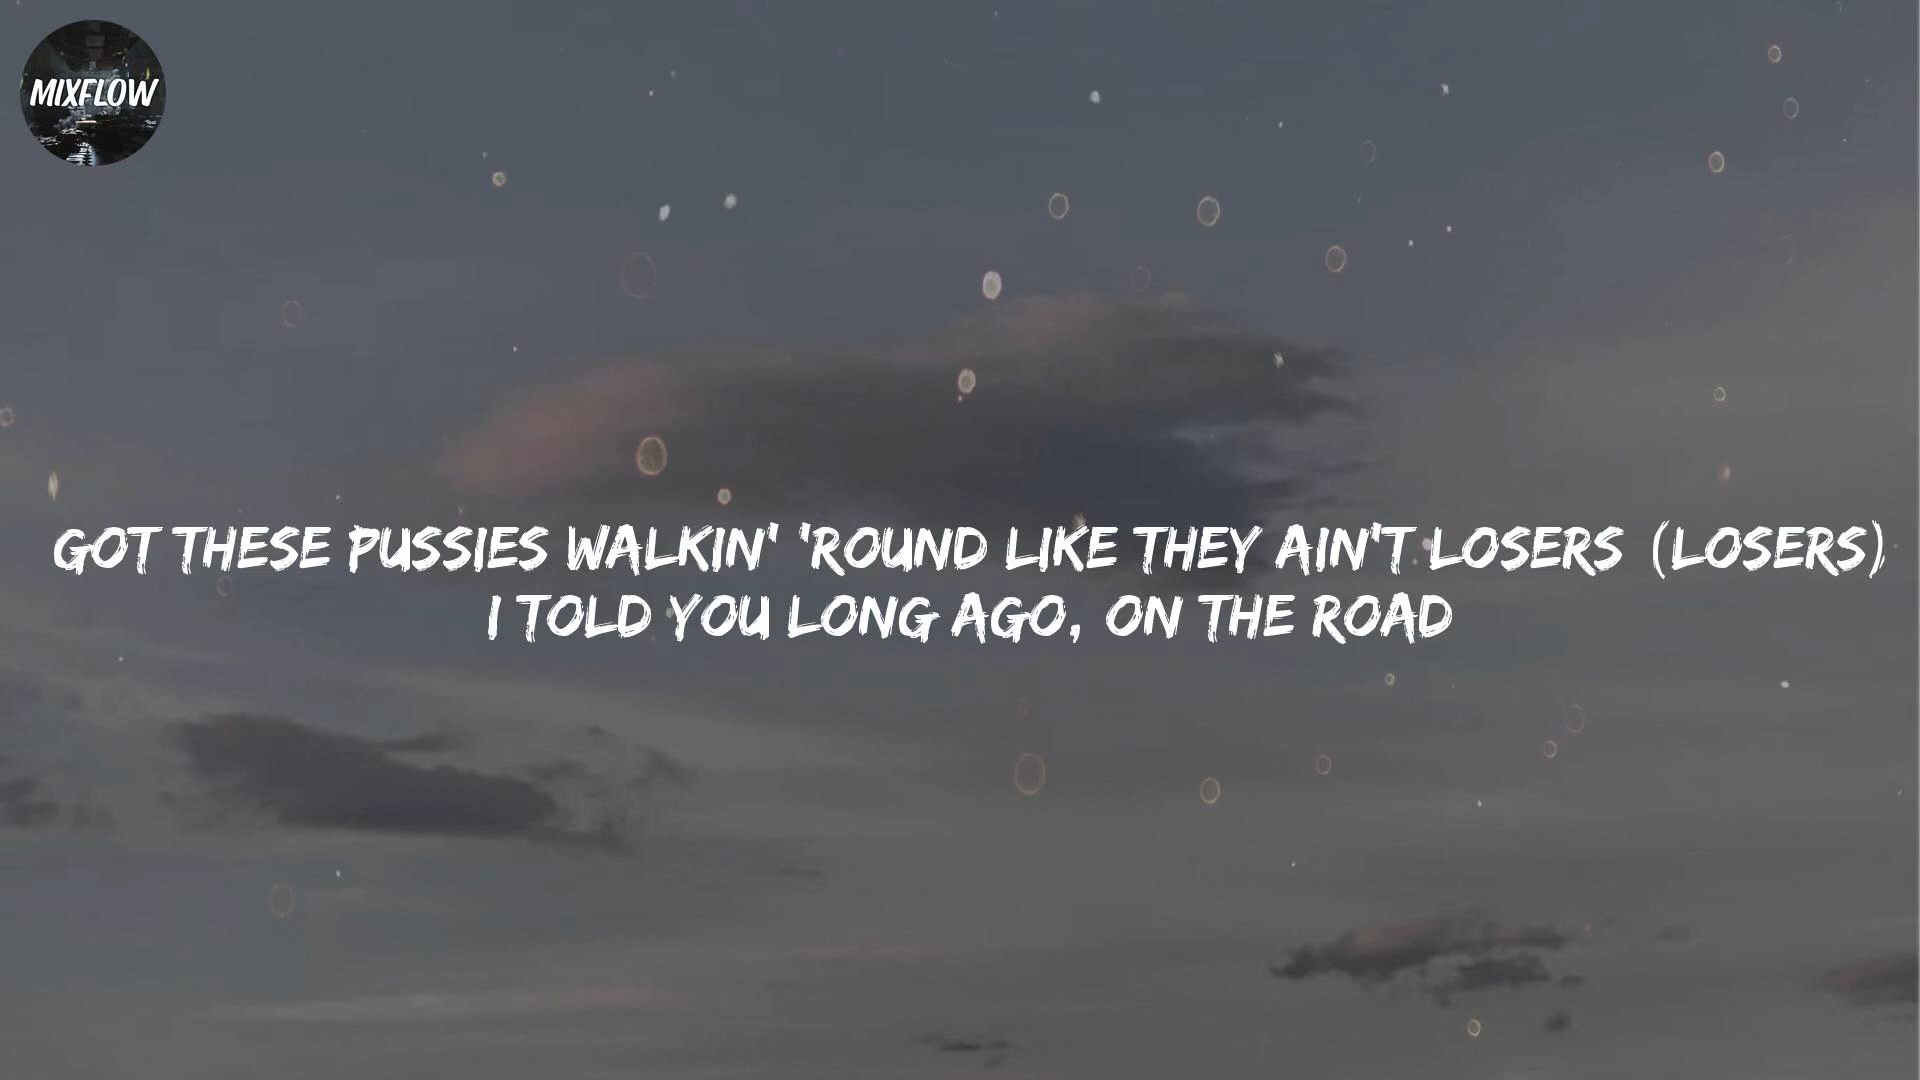 MIXFLOW
GOT THESE PUSSIES WALKIN' 'ROUND LIKE THEY AIN'T LOSERS (LOSERS)
I TOLD YOU LONG AGO, ON THE ROAD